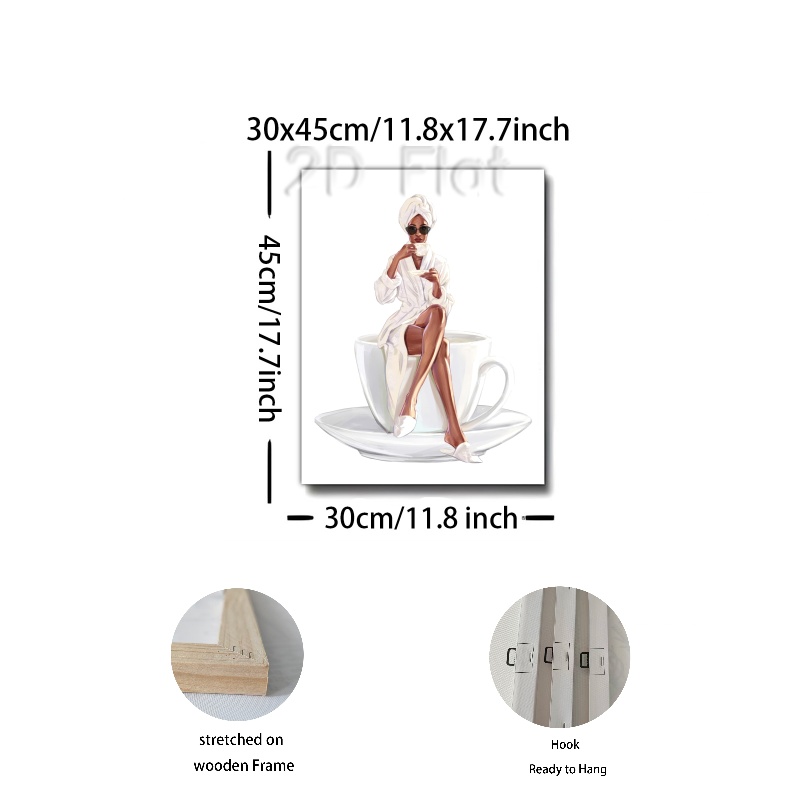 30x45cm/11.8x17.7inch
2D Flat
45cm/17.7inch
30cm/11.8 inch
stretched on
wooden Frame
Hook
Ready to Hang